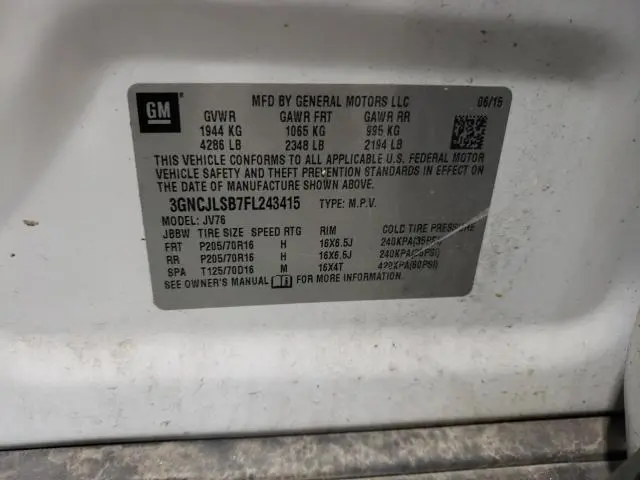 GM
MFD BY GENERAL MOTORS LLC 06/15
GVWR GAWR FRT GAWR RR
1944 KG 1065 KG 995 KG
4286 LB 2348 LB 2194 LB
THIS VEHICLE CONFORMS TO ALL APPLICABLE U.S. FEDERAL MOTOR
VEHICLE SAFETY AND THEFT PREVENTION STANDARDS IN EFFECT ON
THE DATE OF MANUFACTURE SHOWN ABOVE.
3GNCJLSB7FL243415 TYPE: M.P.V.
MODEL: JV76
JBBW TIRE SIZE SPEED RTG RIM COLD TIRE PRESSURE
FRT P205/70R16 H 16X6.5J 240KPA(35PSI)
RR P205/70R16 H 16X6.5J 240KPA(35PSI)
SPA T125/70D16 M 16X4T 420KPA(60PSI)
SEE OWNER'S MANUAL FOR MORE INFORMATION.